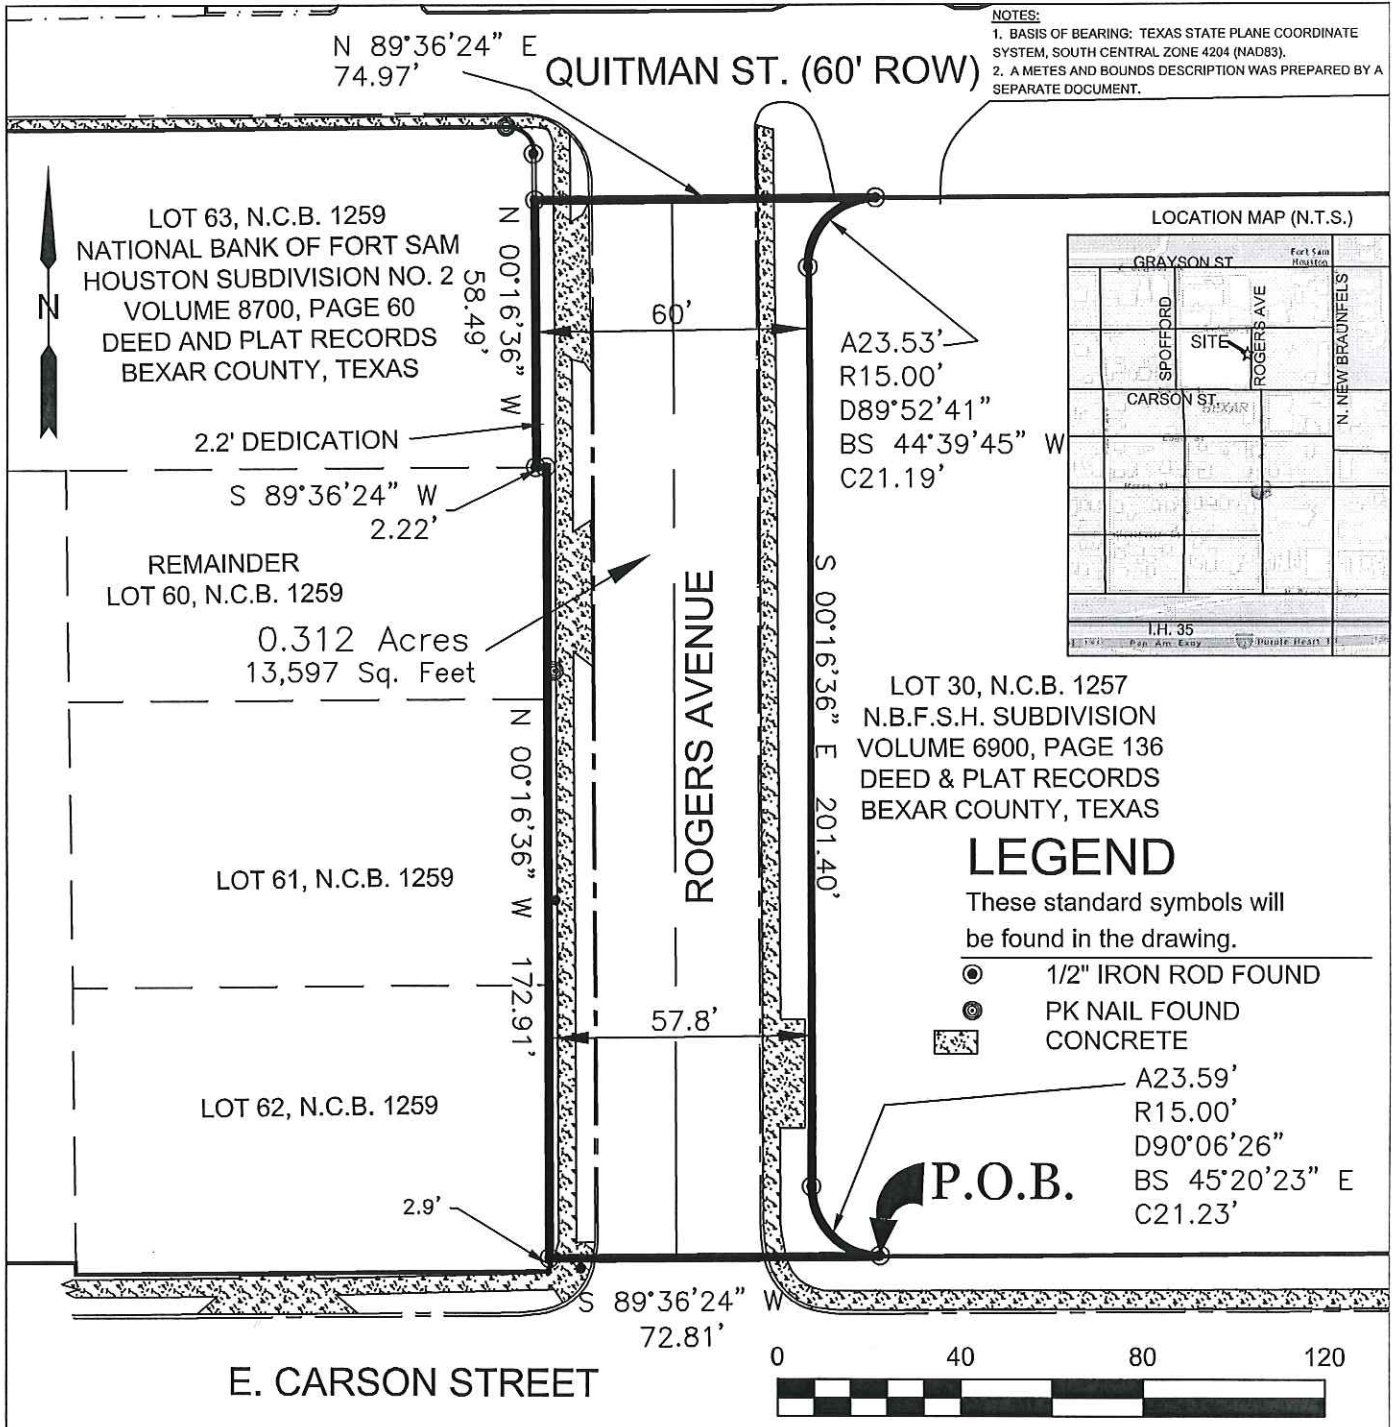 NOTES:
1. BASIS OF BEARING: TEXAS STATE PLANE COORDINATE
SYSTEM, SOUTH CENTRAL ZONE 4204 (NAD83).
2. A METES AND BOUNDS DESCRIPTION WAS PREPARED BY A
SEPARATE DOCUMENT.
N 89°36'24" E
74.97'
QUITMAN ST. (60' ROW)
LOT 63, N.C.B. 1259
NATIONAL BANK OF FORT SAM
HOUSTON SUBDIVISION NO. 2
VOLUME 8700, PAGE 60
DEED AND PLAT RECORDS
BEXAR COUNTY, TEXAS
N
N 00°16'36" W
58.49'
60'
A23.53'
R15.00'
D89°52'41"
BS 44°39'45" W
C21.19'
LOCATION MAP (N.T.S.)
GRAYSON ST
Fort Sam
Houston
SPOFFORD
SITE
ROGERS AVE
N. NEW BRAUNFELS
CARSON ST.
BEXAR
I.H. 35
Pan Am Expy
Purple Heart
2.2' DEDICATION
S 89°36'24" W
2.22'
REMAINDER
LOT 60, N.C.B. 1259
0.312 Acres
13,597 Sq. Feet
ROGERS AVENUE
S 00°16'36" E 201.40'
LOT 30, N.C.B. 1257
N.B.F.S.H. SUBDIVISION
VOLUME 6900, PAGE 136
DEED & PLAT RECORDS
BEXAR COUNTY, TEXAS
N 00°16'36" W 172.91'
LOT 61, N.C.B. 1259
LEGEND
These standard symbols will
be found in the drawing.
1/2" IRON ROD FOUND
PK NAIL FOUND
CONCRETE
57.8'
LOT 62, N.C.B. 1259
A23.59'
R15.00'
D90°06'26"
BS 45°20'23" E
C21.23'
P.O.B.
2.9'
S 89°36'24" W
72.81'
E. CARSON STREET
0 40 80 120